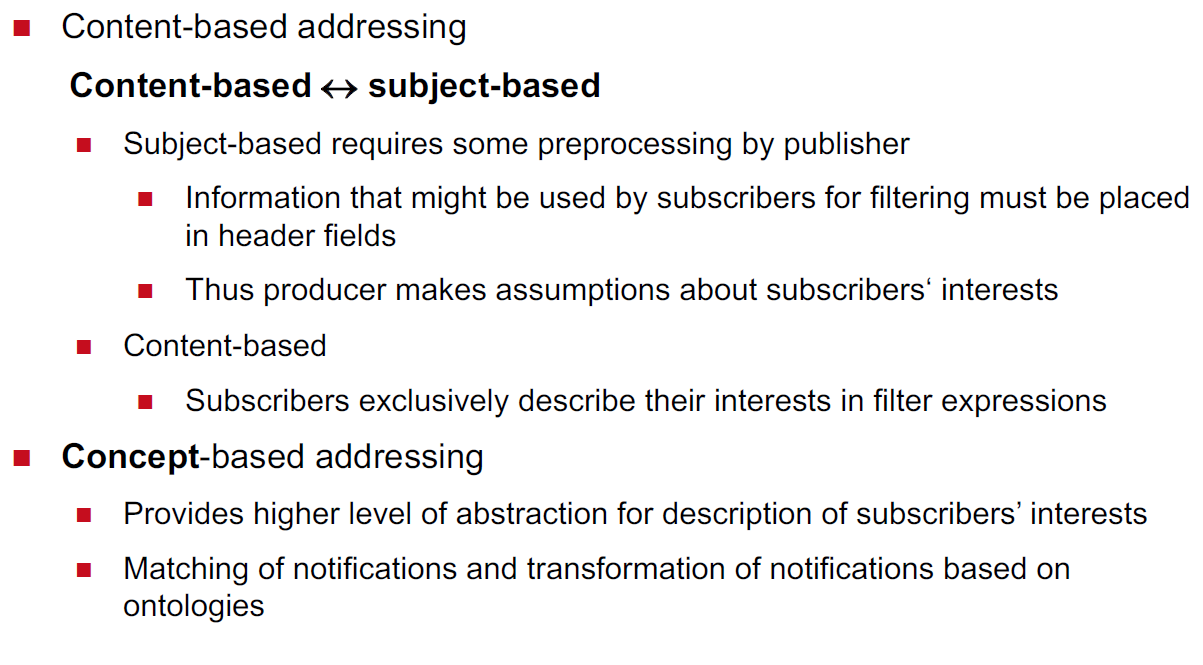 Content-based addressing
Content-based ↔ subject-based
Subject-based requires some preprocessing by publisher
Information that might be used by subscribers for filtering must be placed
in header fields
Thus producer makes assumptions about subscribers‘ interests
Content-based
Subscribers exclusively describe their interests in filter expressions
Concept-based addressing
Provides higher level of abstraction for description of subscribers’ interests
Matching of notifications and transformation of notifications based on
ontologies